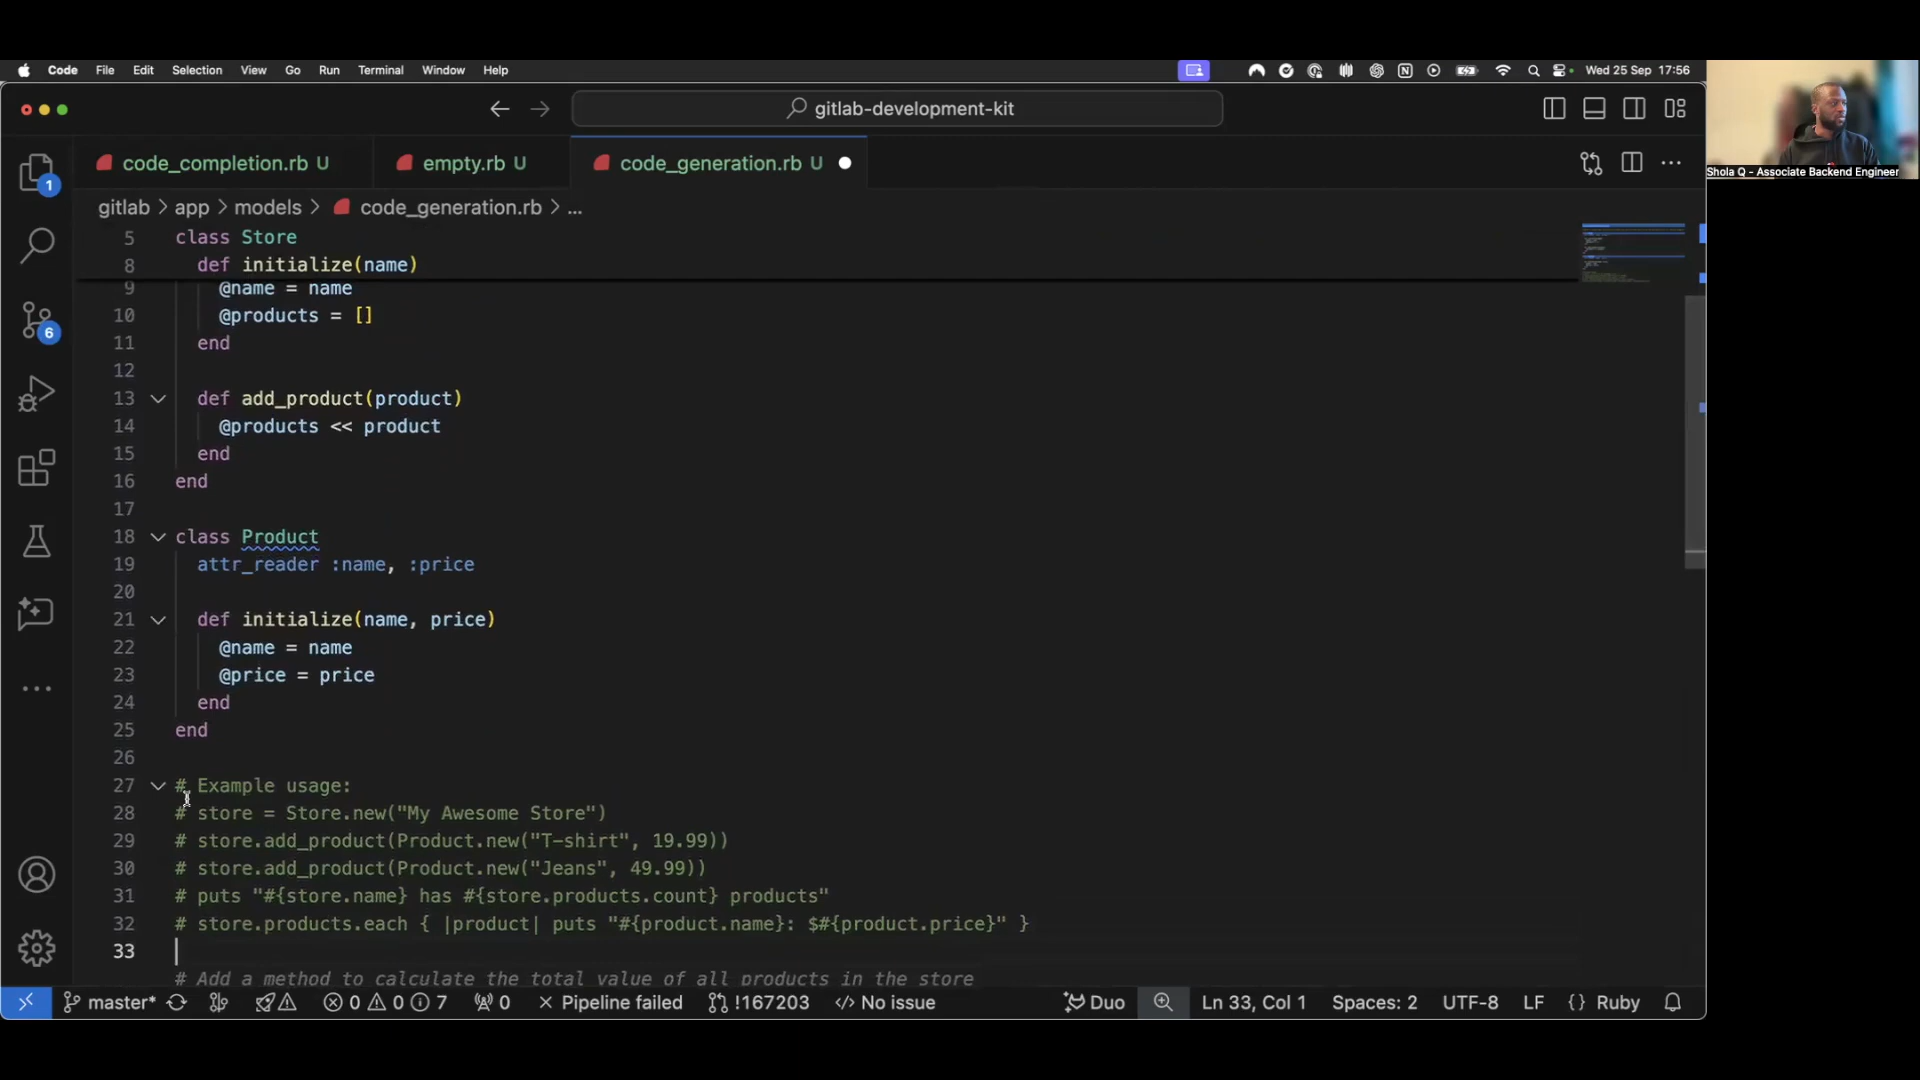 Code File Edit Selection View Go Run Terminal Window Help Wed 25 Sep 17:56
gitlab-development-kit
Shola Q - Associate Backend Engineer
code_completion.rb U empty.rb U code_generation.rb U
gitlab > app > models > code_generation.rb > ...
5 class Store
8 def initialize(name)
9 @name = name
10 @products = []
11 end
12
13 def add_product(product)
14 @products << product
15 end
16 end
17
18 class Product
19 attr_reader :name, :price
20
21 def initialize(name, price)
22 @name = name
23 @price = price
24 end
25 end
26
27 # Example usage:
28 # store = Store.new("My Awesome Store")
29 # store.add_product(Product.new("T-shirt", 19.99))
30 # store.add_product(Product.new("Jeans", 49.99))
31 # puts "#{store.name} has #{store.products.count} products"
32 # store.products.each { |product| puts "#{product.name}: $#{product.price}" }
33
# Add a method to calculate the total value of all products in the store
1
6
master* 0 0 7 0 Pipeline failed !167203 No issue Duo Ln 33, Col 1 Spaces: 2 UTF-8 LF {} Ruby